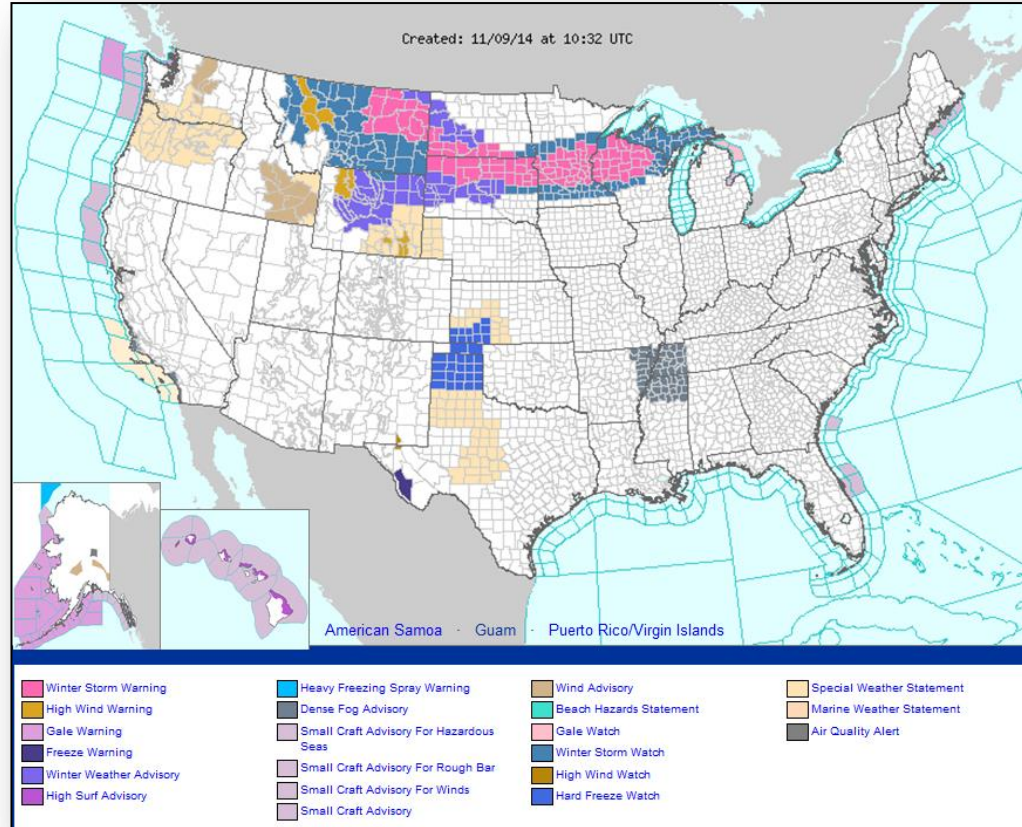 Created: 11/09/14 at 10:32 UTC
American Samoa · Guam · Puerto Rico/Virgin Islands
Winter Storm Warning
High Wind Warning
Gale Warning
Freeze Warning
Winter Weather Advisory
High Surf Advisory
Heavy Freezing Spray Warning
Dense Fog Advisory
Small Craft Advisory For Hazardous
Seas
Small Craft Advisory For Rough Bar
Small Craft Advisory For Winds
Small Craft Advisory
Wind Advisory
Beach Hazards Statement
Gale Watch
Winter Storm Watch
High Wind Watch
Hard Freeze Watch
Special Weather Statement
Marine Weather Statement
Air Quality Alert